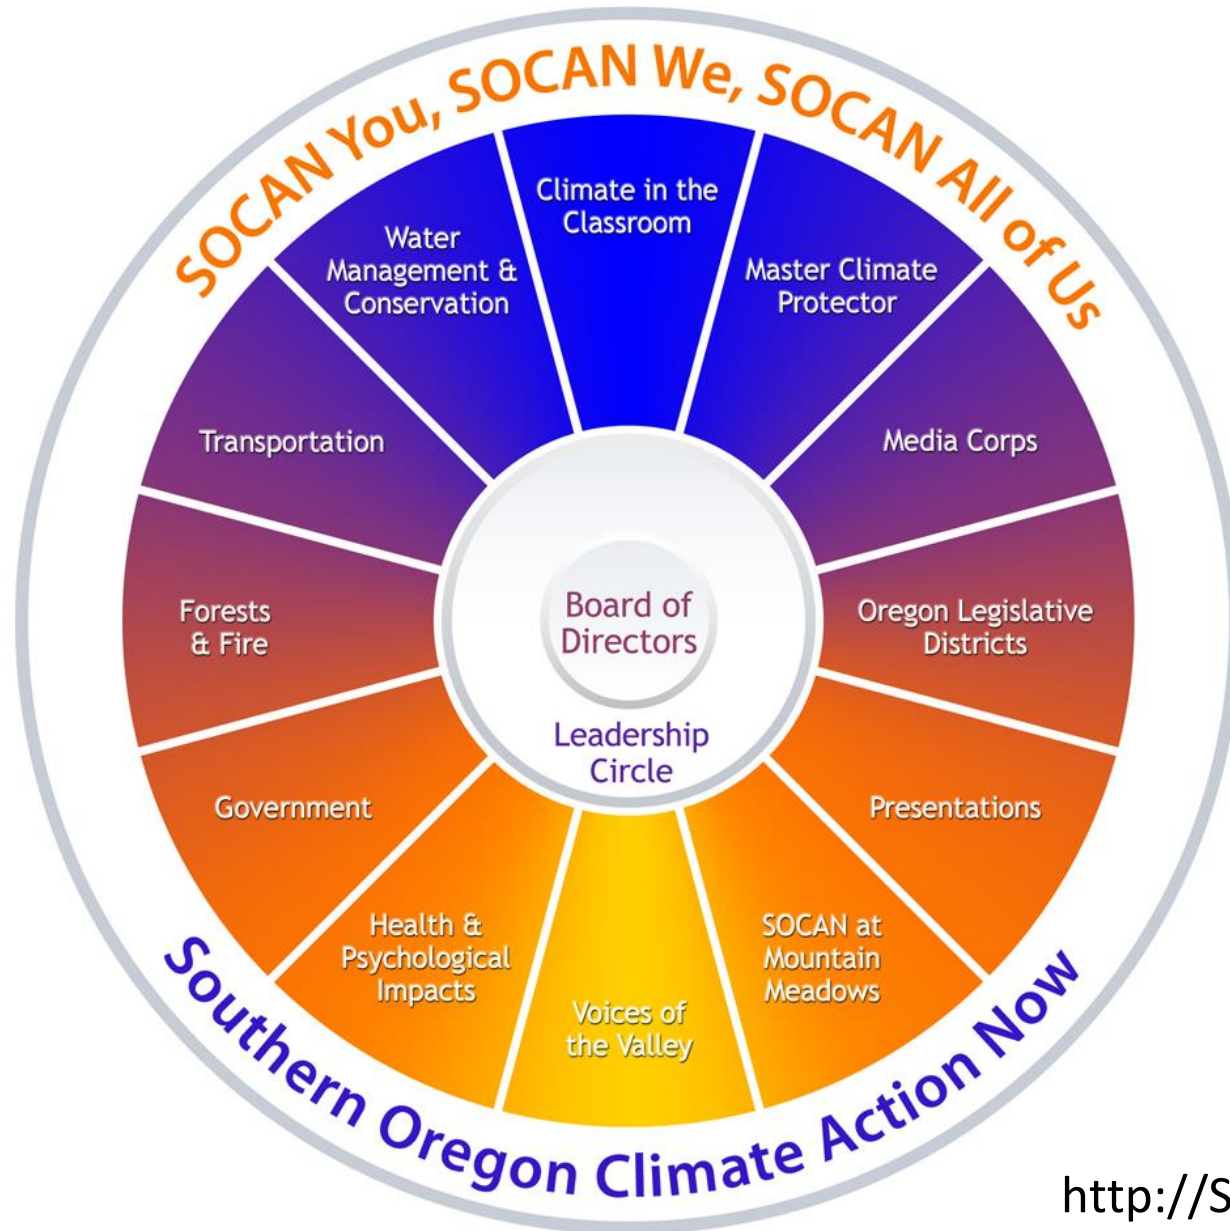 SOCAN You, SOCAN We, SOCAN All of Us
Climate in the
Classroom
Master Climate
Protector
Media Corps
Oregon Legislative
Districts
Presentations
SOCAN at
Mountain
Meadows
Voices of
the Valley
Health &
Psychological
Impacts
Government
Forests
& Fire
Transportation
Water
Management &
Conservation
Board of
Directors
Leadership
Circle
Southern Oregon Climate Action Now
http://S